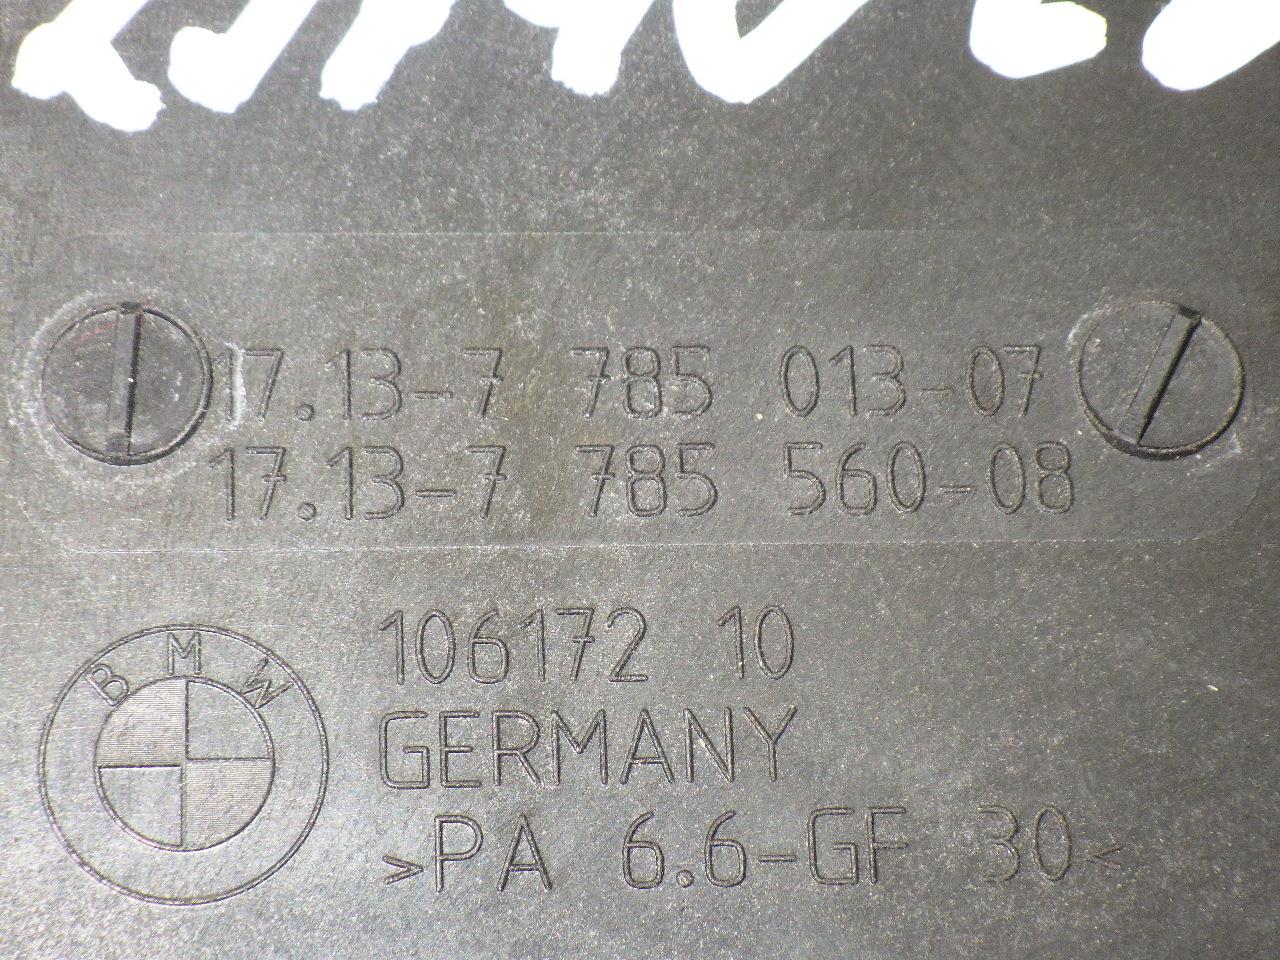 17.13-7 785 013-07
17.13-7 785 560-08
BMW
106172 10
GERMANY
>PA 6.6-GF 30<